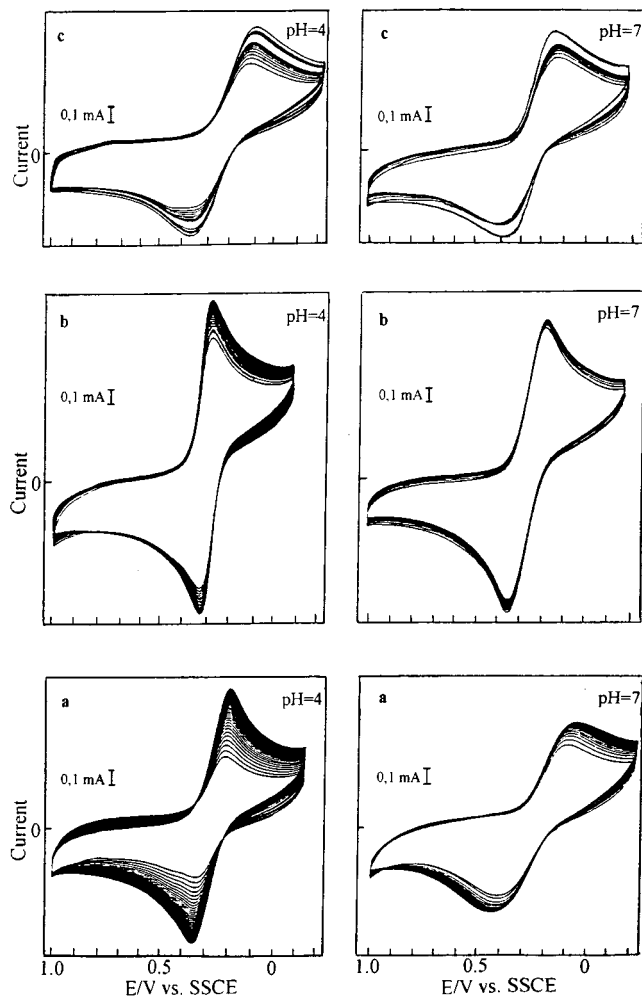 c pH=4
0,1 mA
0
Current
c pH=7
0,1 mA
b pH=4
0,1 mA
0
Current
b pH=7
0,1 mA
a pH=4
0,1 mA
0
Current
1.0 0.5 0
E/V vs. SSCE
a pH=7
0,1 mA
1.0 0.5 0
E/V vs. SSCE